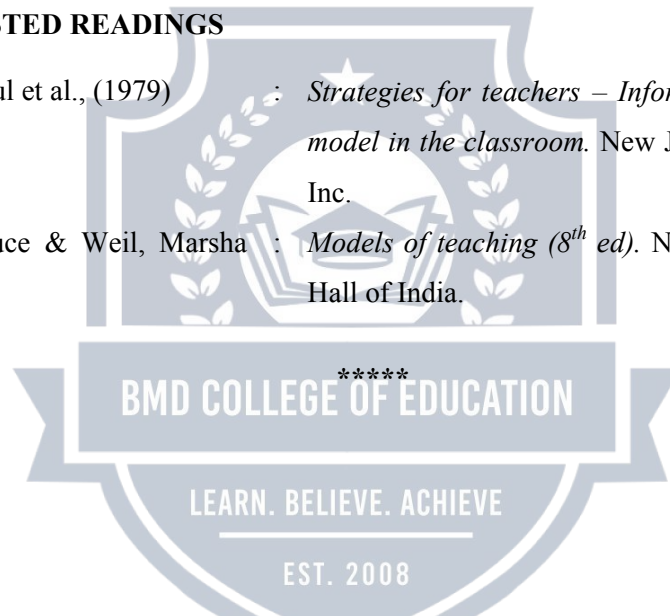 STED READINGS
ul et al., (1979) : Strategies for teachers – Infor
model in the classroom. New J
Inc.
uce & Weil, Marsha : Models of teaching (8th ed). N
Hall of India.
*****
BMD COLLEGE OF EDUCATION
LEARN. BELIEVE. ACHIEVE
EST. 2008